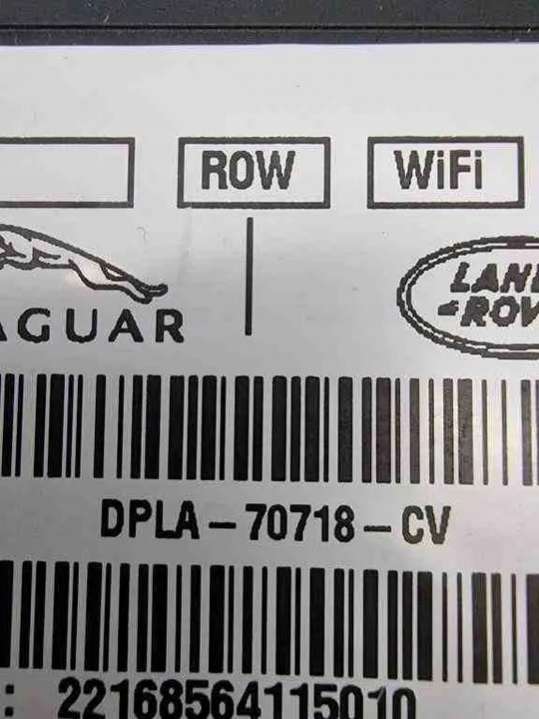 ROW WiFi
AGUAR
LAND
ROV
DPLA-70718-CV
: 22168564115010